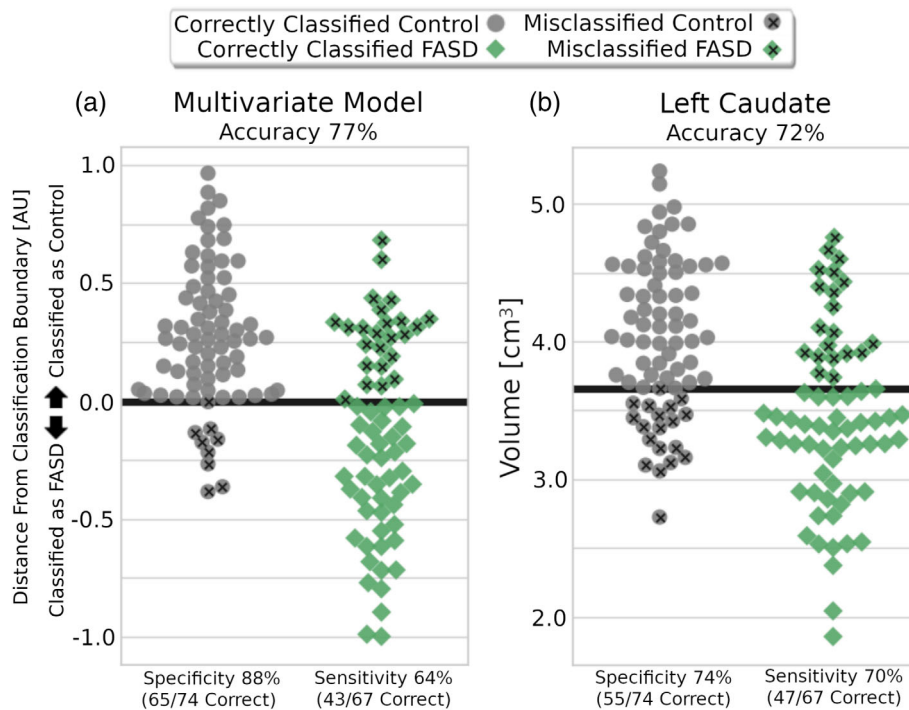 Correctly Classified Control Misclassified Control
Correctly Classified FASD Misclassified FASD
(a) Multivariate Model
Accuracy 77%
Distance From Classification Boundary [AU]
Classified as FASD Classified as Control
1.0
0.5
0.0
-0.5
-1.0
Specificity 88%
(65/74 Correct)
Sensitivity 64%
(43/67 Correct)
(b) Left Caudate
Accuracy 72%
Volume [cm³]
5.0
4.0
3.0
2.0
Specificity 74%
(55/74 Correct)
Sensitivity 70%
(47/67 Correct)